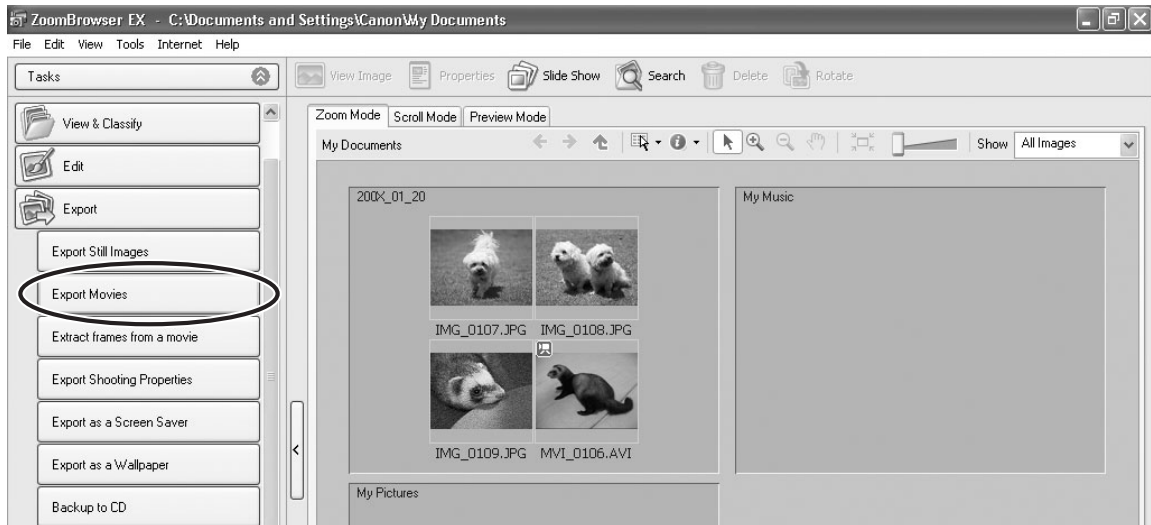 ZoomBrowser EX - C:\Documents and Settings\Canon\My Documents
File Edit View Tools Internet Help
Tasks
View Image Properties Slide Show Search Delete Rotate
View & Classify
Edit
Export
Export Still Images
Export Movies
Extract frames from a movie
Export Shooting Properties
Export as a Screen Saver
Export as a Wallpaper
Backup to CD
Zoom Mode Scroll Mode Preview Mode
My Documents Show All Images
200X_01_20
IMG_0107.JPG IMG_0108.JPG
IMG_0109.JPG MVI_0106.AVI
My Music
My Pictures